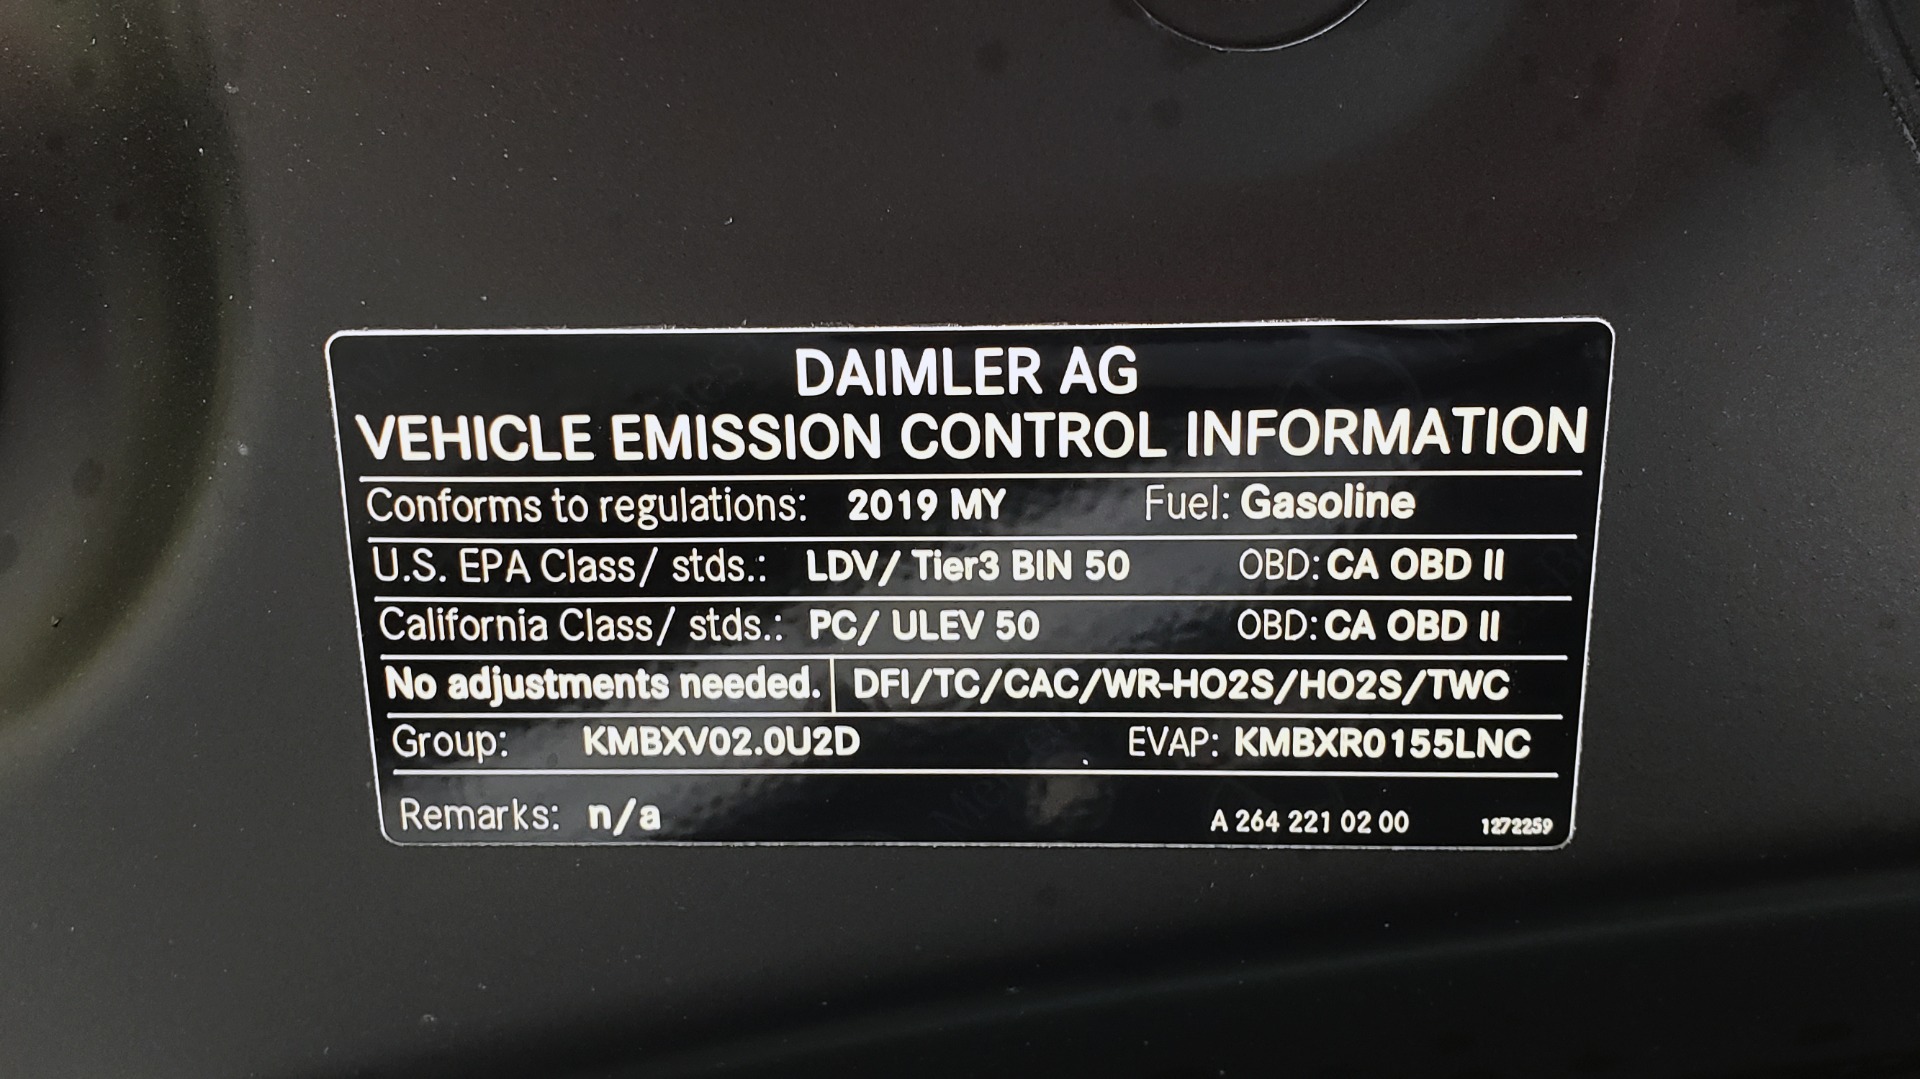 DAIMLER AG
VEHICLE EMISSION CONTROL INFORMATION
Conforms to regulations: 2019 MY Fuel: Gasoline
U.S. EPA Class/ stds.: LDV/ Tier3 BIN 50 OBD: CA OBD II
California Class/ stds.: PC/ ULEV 50 OBD: CA OBD II
No adjustments needed. DFI/TC/CAC/WR-HO2S/HO2S/TWC
Group: KMBXV02.0U2D EVAP: KMBXR0155LNC
Remarks: n/a A 264 221 02 00 1272259